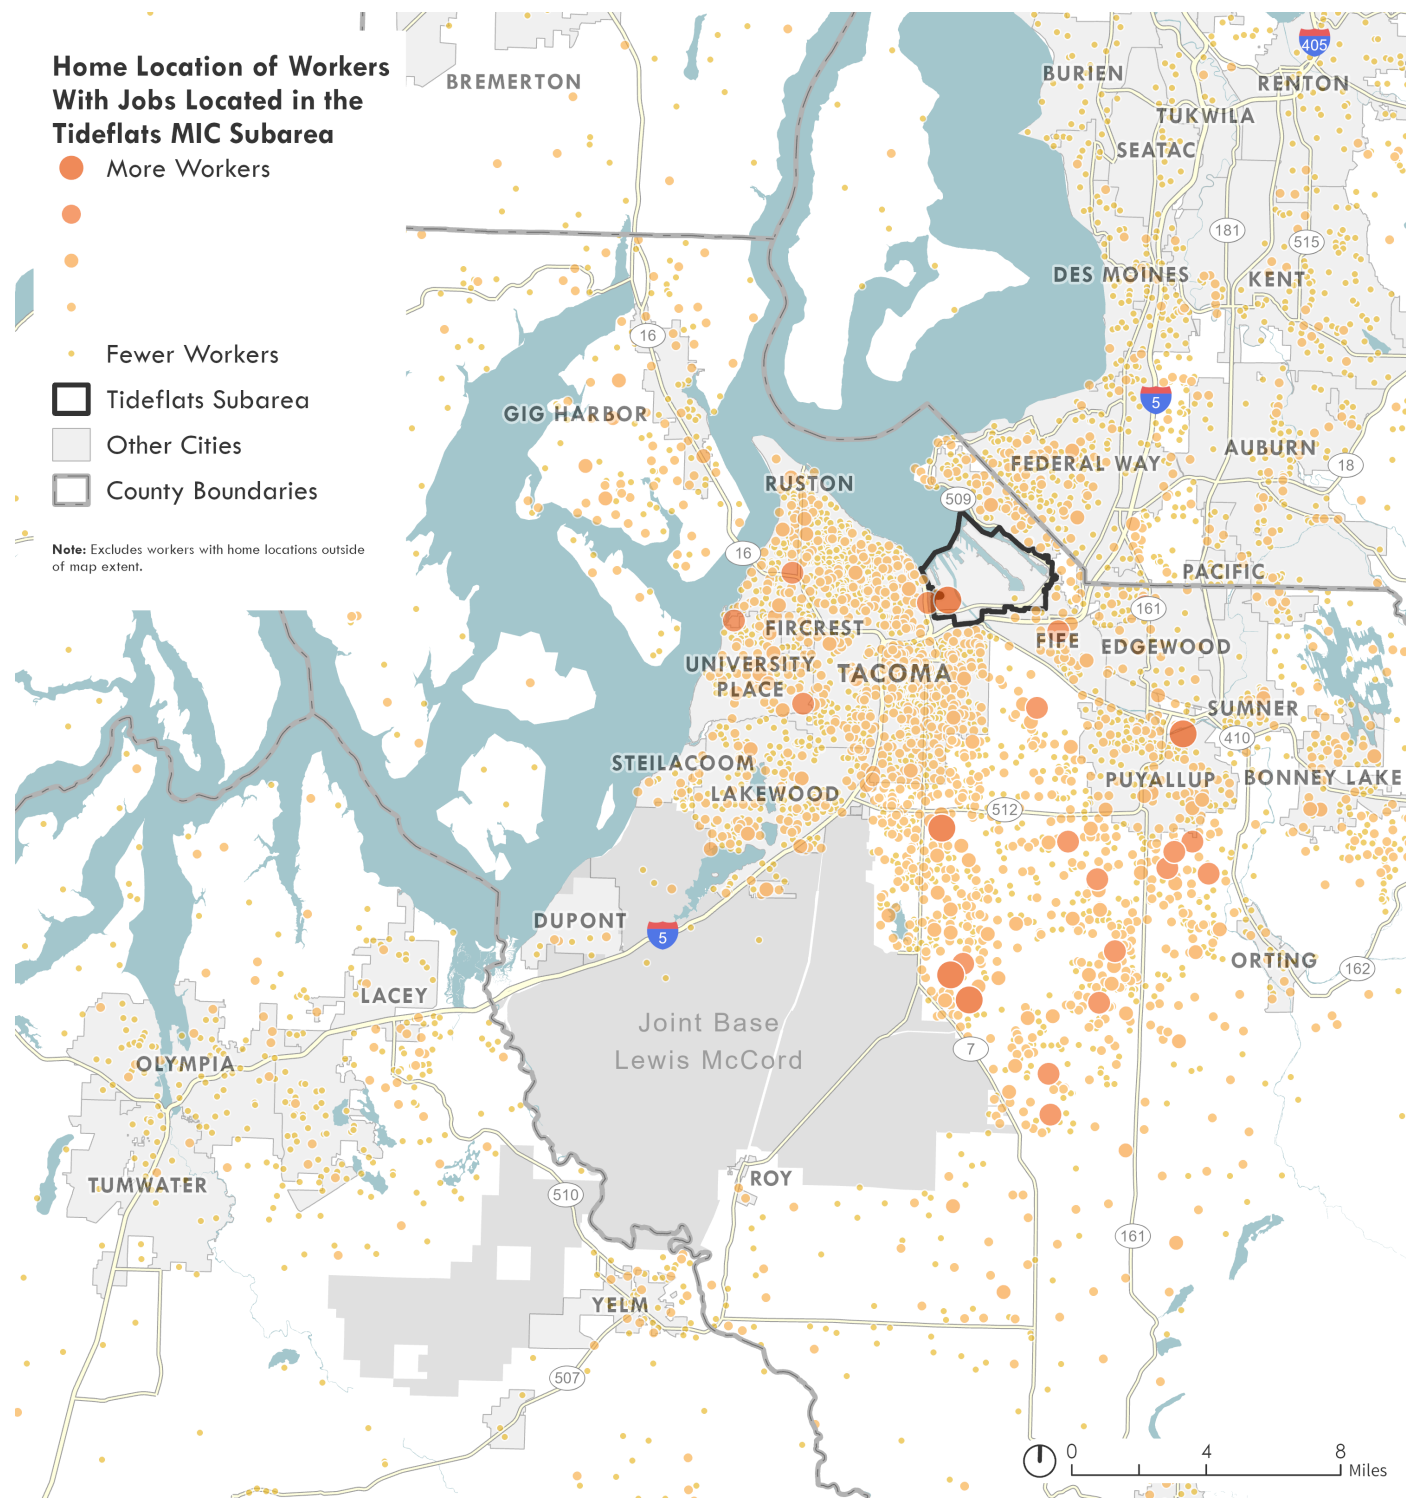 Home Location of Workers
With Jobs Located in the
Tideflats MIC Subarea
More Workers
Fewer Workers
Tideflats Subarea
Other Cities
County Boundaries
Note: Excludes workers with home locations outside
of map extent.
BREMERTON
BURIEN
405
RENTON
TUKWILA
SEATAC
181
515
DES MOINES
KENT
16
5
GIG HARBOR
AUBURN
FEDERAL WAY
18
RUSTON
509
16
PACIFIC
161
FIRCREST
FIFE
EDGEWOOD
UNIVERSITY
PLACE
TACOMA
SUMNER
410
STEILACOOM
PUYALLUP
BONNEY LAKE
LAKEWOOD
512
DUPONT
5
ORTING
162
LACEY
Joint Base
Lewis McCord
7
OLYMPIA
TUMWATER
ROY
510
161
YELM
507
0
4
8
Miles